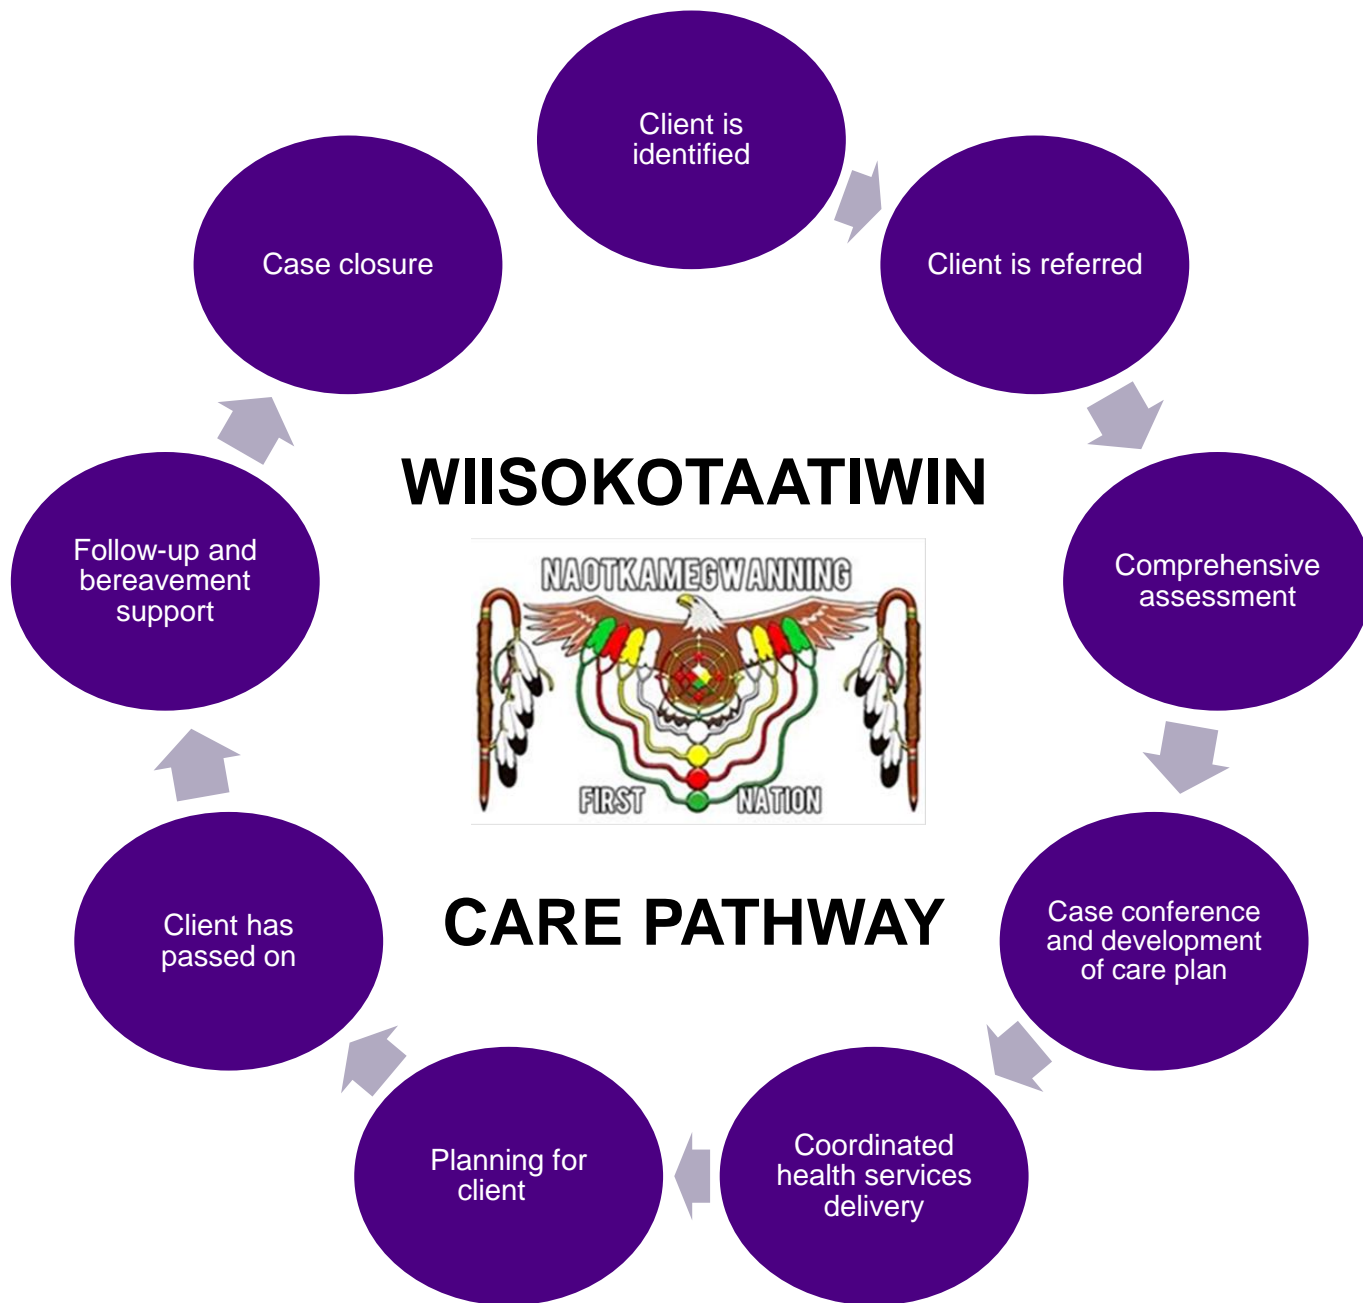 Client is
identified
Client is referred
Comprehensive
assessment
Case conference
and development
of care plan
Coordinated
health services
delivery
Planning for
client
Client has
passed on
Follow-up and
bereavement
support
Case closure
WIISOKOTAATIWIN
NAOTKAMEGWANNING
FIRST NATION
CARE PATHWAY